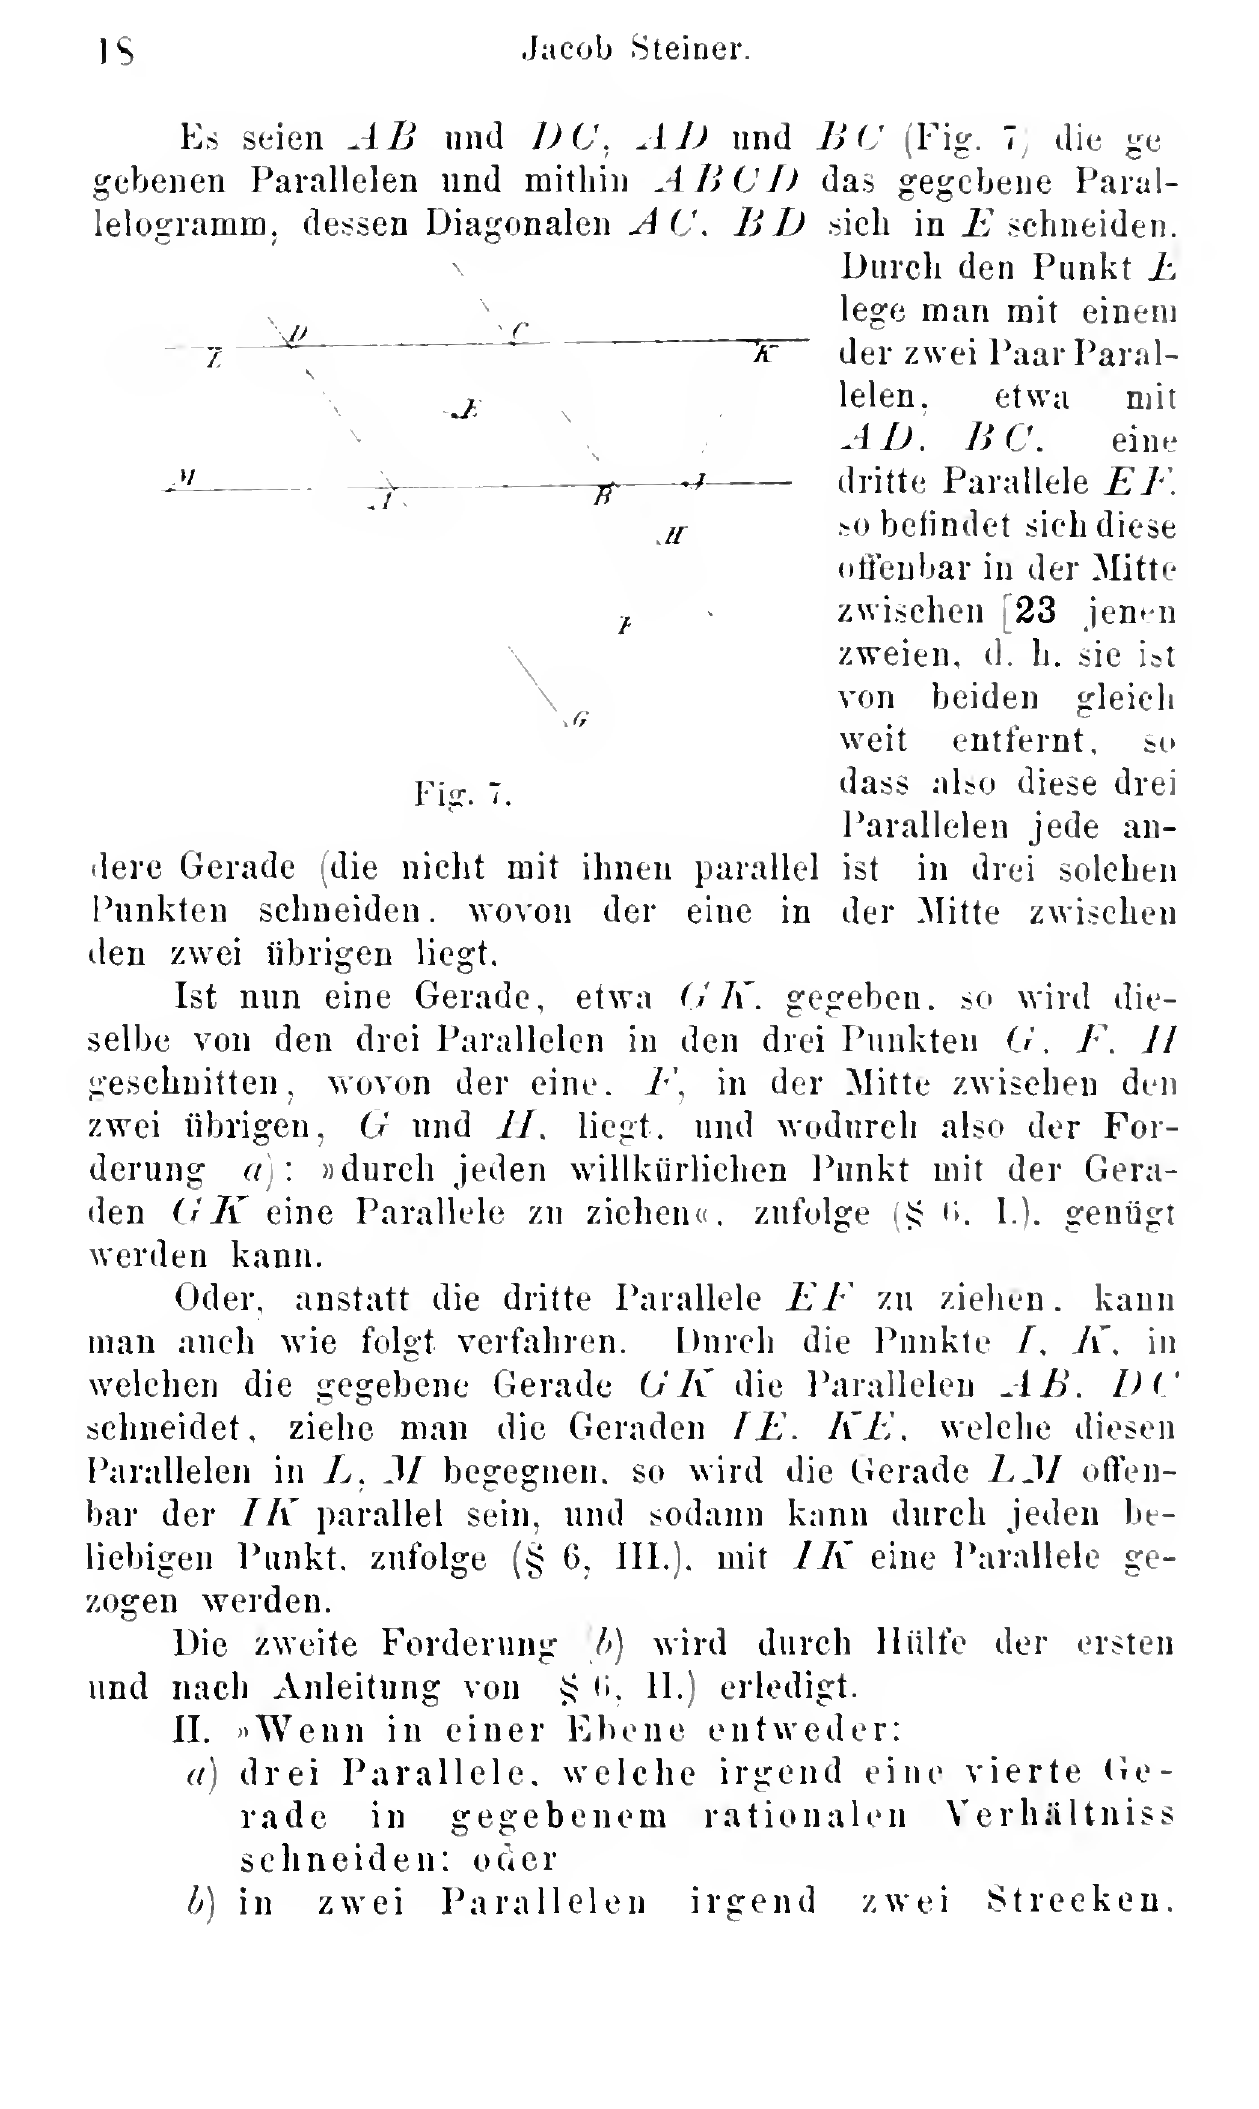 18 Jacob Steiner.
Es seien AB und DC, AD und BC (Fig. 7) die ge
gebenen Parallelen und mithin ABCD das gegebene Paral-
lelogramm, dessen Diagonalen AC, BD sich in E schneiden.
Durch den Punkt E
lege man mit einem
der zwei Paar Paral-
lelen, etwa mit
AD, BC, eine
dritte Parallele EF,
so befindet sich diese
offenbar in der Mitte
zwischen [23 jenen
zweien, d. h. sie ist
von beiden gleich
weit entfernt, so
dass also diese drei
Parallelen jede an-
D C
L K
E
M
A B J
H
F
G
Fig. 7.
dere Gerade (die nicht mit ihnen parallel ist in drei solchen
Punkten schneiden, wovon der eine in der Mitte zwischen
den zwei übrigen liegt.
Ist nun eine Gerade, etwa GK, gegeben, so wird die-
selbe von den drei Parallelen in den drei Punkten G, F, H
geschnitten, wovon der eine, F, in der Mitte zwischen den
zwei übrigen, G und H, liegt, und wodurch also der For-
derung a): »durch jeden willkürlichen Punkt mit der Gera-
den GK eine Parallele zu ziehen«, zufolge (§ 6, I.), genügt
werden kann.
Oder, anstatt die dritte Parallele EF zu ziehen, kann
man auch wie folgt verfahren. Durch die Punkte I, K, in
welchen die gegebene Gerade GK die Parallelen AB, DC
schneidet, ziehe man die Geraden IE, KE, welche diesen
Parallelen in L, M begegnen, so wird die Gerade LM offen-
bar der IK parallel sein, und sodann kann durch jeden be-
liebigen Punkt, zufolge (§ 6, III.), mit IK eine Parallele ge-
zogen werden.
Die zweite Forderung b) wird durch Hülfe der ersten
und nach Anleitung von § 6, II.) erledigt.
II. »Wenn in einer Ebene entweder:
a) drei Parallele, welche irgend eine vierte Ge-
rade in gegebenem rationalen Verhältniss
schneiden; oder
b) in zwei Parallelen irgend zwei Strecken,